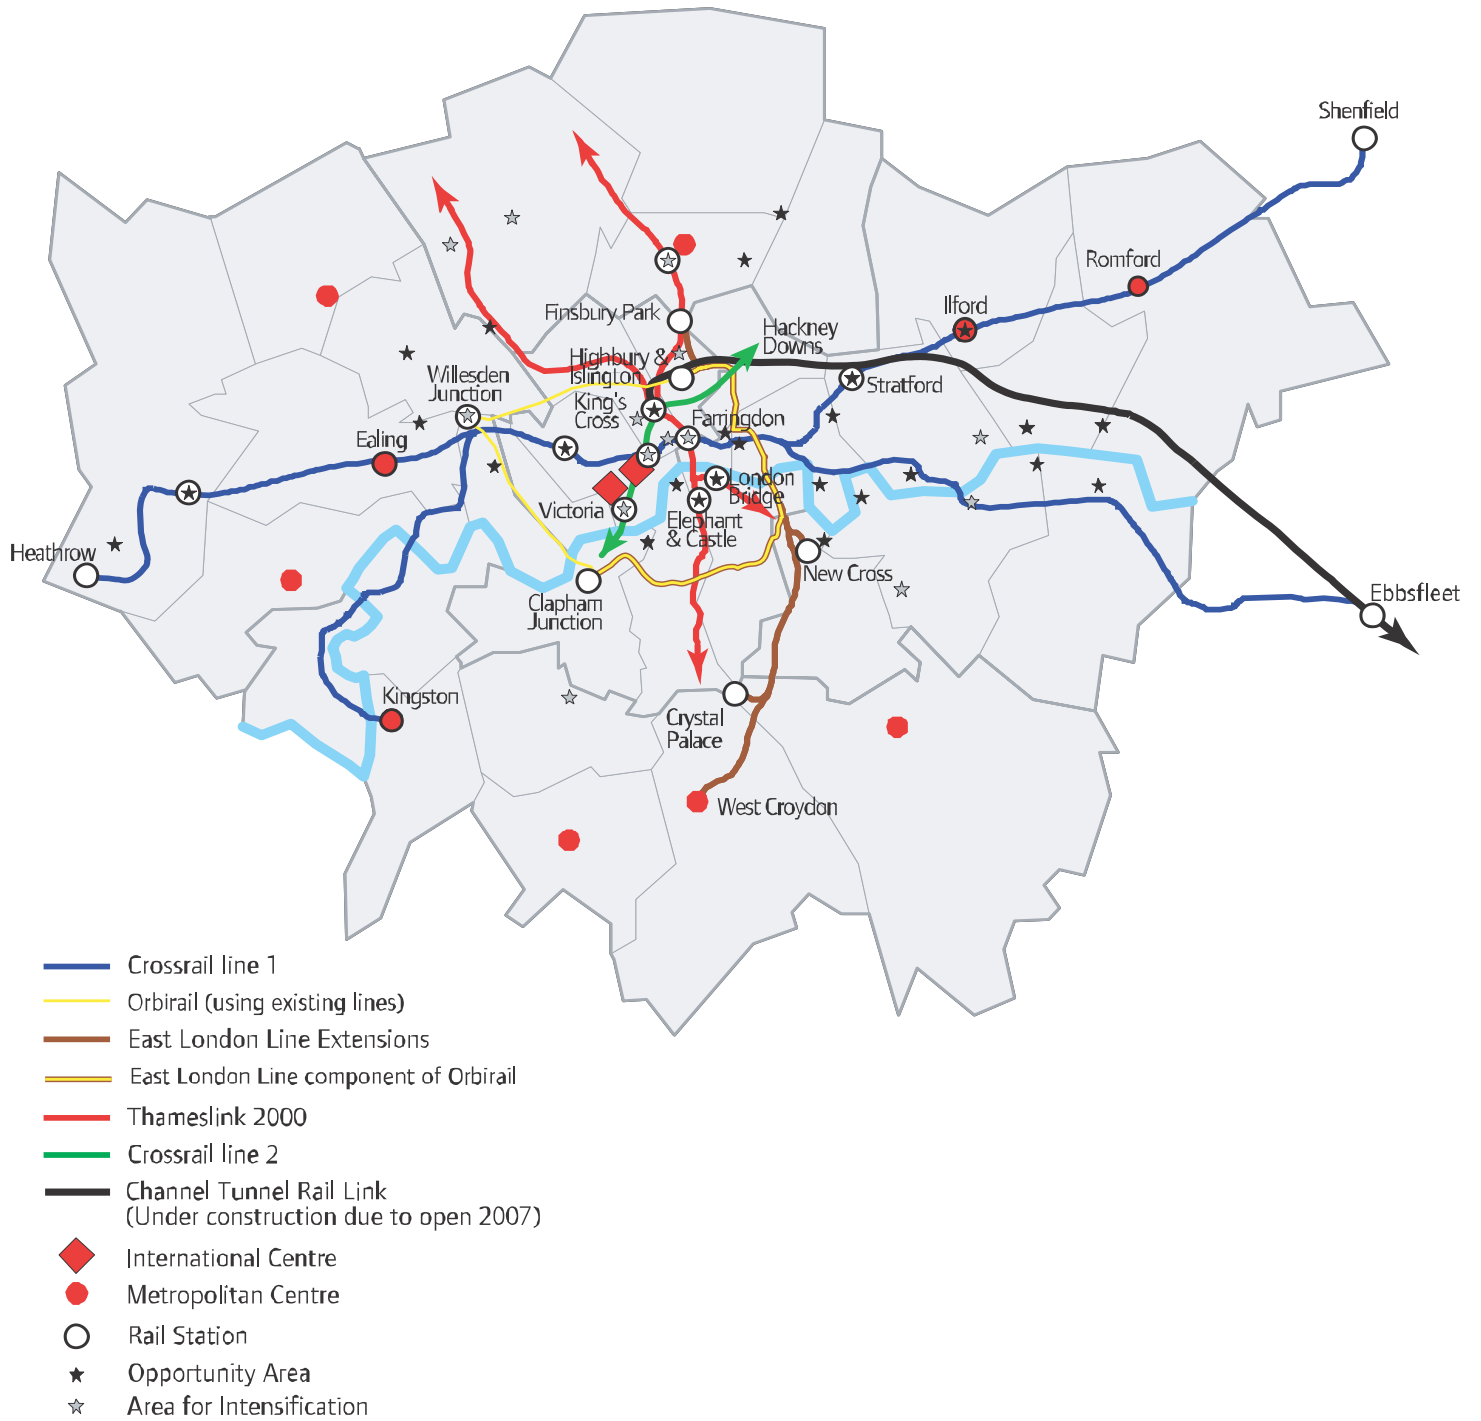 Shenfield
Romford
Ilford
Finsbury Park
Hackney
Downs
Highbury &
Islington
Willesden
Junction
Stratford
King's
Cross
Farringdon
Ealing
London
Bridge
Victoria
Elephant
& Castle
Heathrow
New Cross
Ebbsfleet
Clapham
Junction
Kingston
Crystal
Palace
West Croydon
Crossrail line 1
Orbirail (using existing lines)
East London Line Extensions
East London Line component of Orbirail
Thameslink 2000
Crossrail line 2
Channel Tunnel Rail Link
(Under construction due to open 2007)
International Centre
Metropolitan Centre
Rail Station
Opportunity Area
Area for Intensification